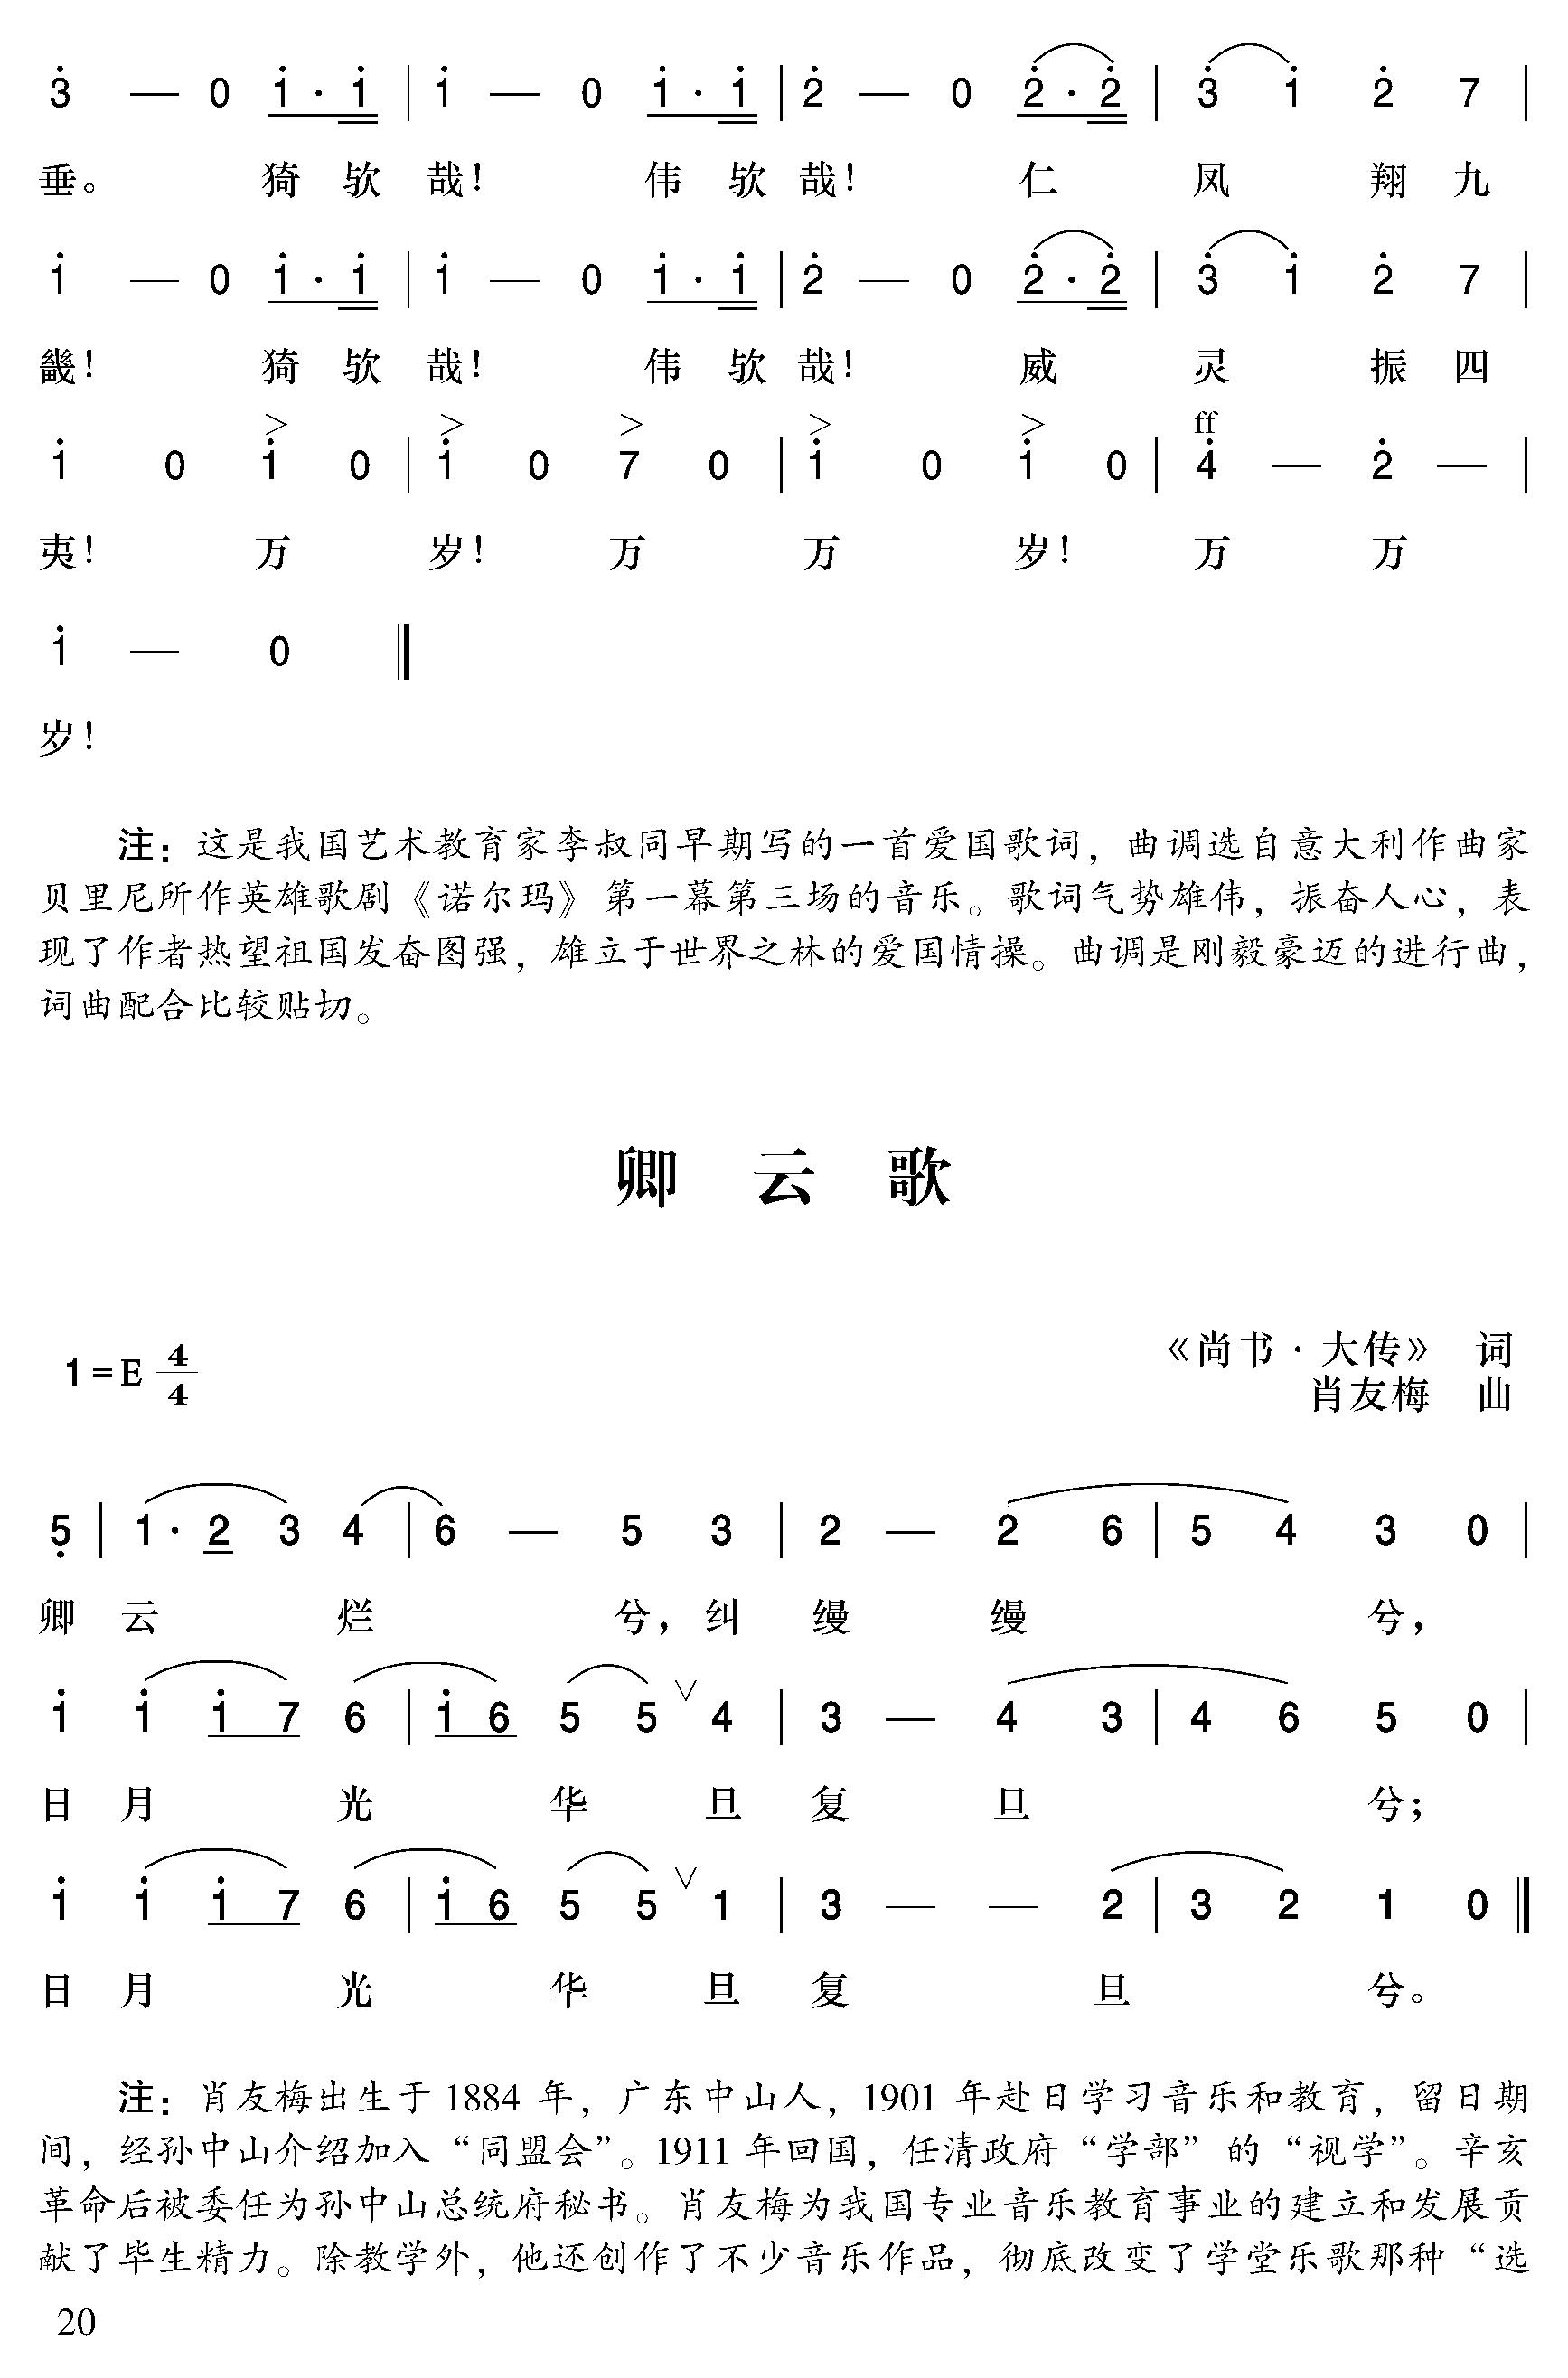 3̇ — 0 1̇ · 1̇ | 1̇ — 0 1̇ · 1̇ | 2̇ — 0 2̇ · 2̇ | 3̇ 1̇ 2̇ 7 |
垂。 猗 欤 哉! 伟 欤 哉! 仁 凤 翔 九
1̇ — 0 1̇ · 1̇ | 1̇ — 0 1̇ · 1̇ | 2̇ — 0 2̇ · 2̇ | 3̇ 1̇ 2̇ 7 |
畿! 猗 欤 哉! 伟 欤 哉! 威 灵 振 四
> > > > > ff
1̇ 0 1̇ 0 | 1̇ 0 7 0 | 1̇ 0 1̇ 0 | 4̇ — 2̇ — |
夷! 万 岁! 万 万 岁! 万 万
1̇ — 0 ‖
岁!
注:这是我国艺术教育家李叔同早期写的一首爱国歌词,曲调选自意大利作曲家
贝里尼所作英雄歌剧《诺尔玛》第一幕第三场的音乐。歌词气势雄伟,振奋人心,表
现了作者热望祖国发奋图强,雄立于世界之林的爱国情操。曲调是刚毅豪迈的进行曲,
词曲配合比较贴切。
卿 云 歌
1=E 4/4
《尚书·大传》 词
肖友梅 曲
5̣ | 1· 2 3 4 | 6 — 5 3 | 2 — 2 6 | 5 4 3 0 |
卿 云 烂 兮,纠 缦 缦 兮,
1̇ 1̇ 1̇ 7 6 | 1̇ 6 5 5 ∨ 4 | 3 — 4 3 | 4 6 5 0 |
日 月 光 华 旦 复 旦 兮;
1̇ 1̇ 1̇ 7 6 | 1̇ 6 5 5 ∨ 1 | 3 — — 2 | 3 2 1 0 ‖
日 月 光 华 旦 复 旦 兮。
注:肖友梅出生于1884年,广东中山人,1901年赴日学习音乐和教育,留日期
间,经孙中山介绍加入“同盟会”。1911年回国,任清政府“学部”的“视学”。辛亥
革命后被委任为孙中山总统府秘书。肖友梅为我国专业音乐教育事业的建立和发展贡
献了毕生精力。除教学外,他还创作了不少音乐作品,彻底改变了学堂乐歌那种“选
20